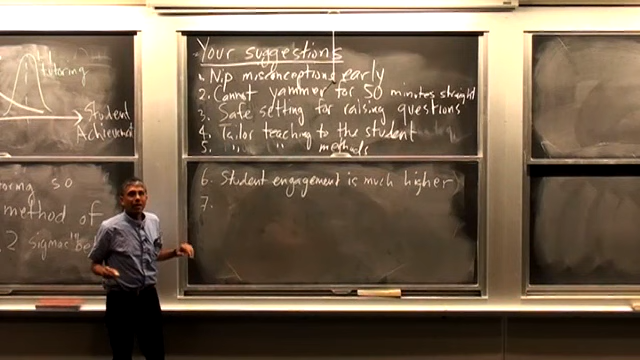 tutoring
Student
Achievement
Your suggestions
1. Nip misconceptions early
2. Cannot yammer for 50 minutes straight
3. Safe setting for raising questions
4. Tailor teaching to the student
5. " " methods
6. Student engagement is much higher
7.
so
method of
2 sigma